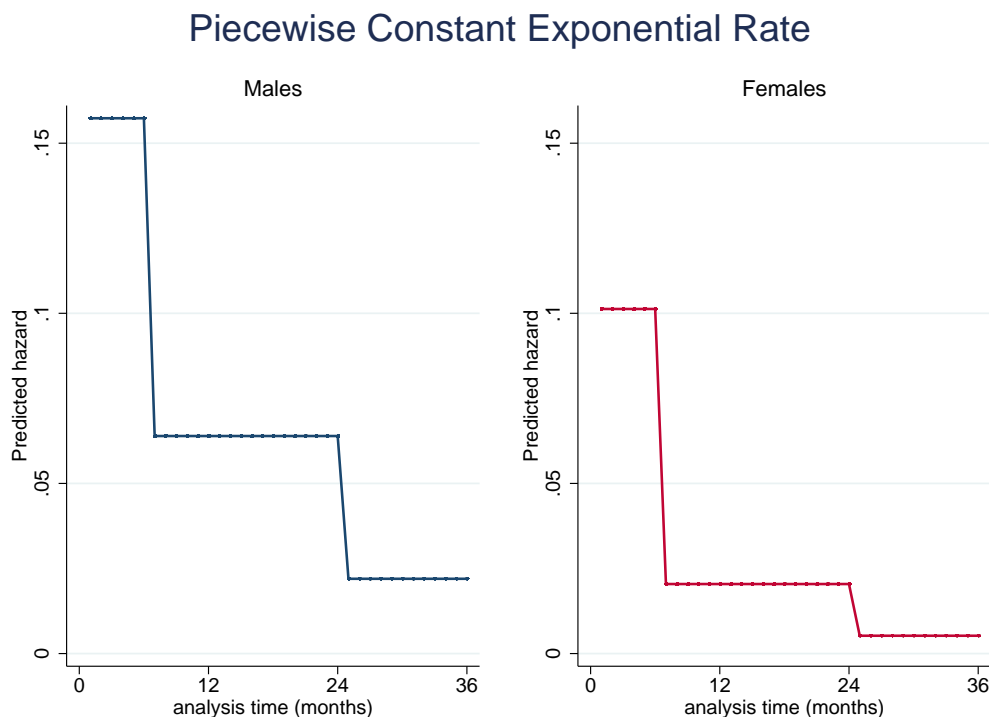 Piecewise Constant Exponential Rate
Males
Predicted hazard
.15
.1
.05
0
0 12 24 36
analysis time (months)
Females
Predicted hazard
.15
.1
.05
0
0 12 24 36
analysis time (months)